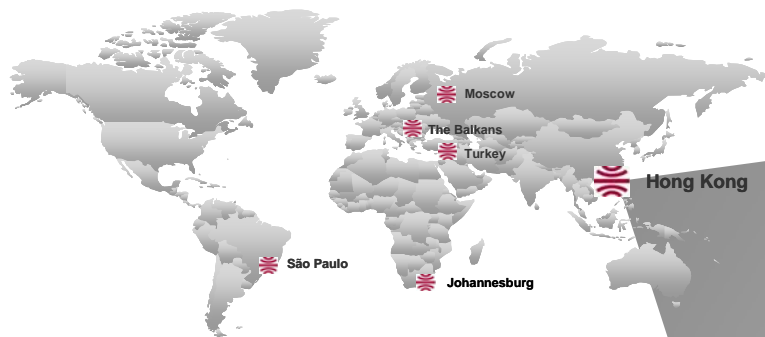 Moscow
The Balkans
Turkey
Hong Kong
São Paulo
Johannesburg